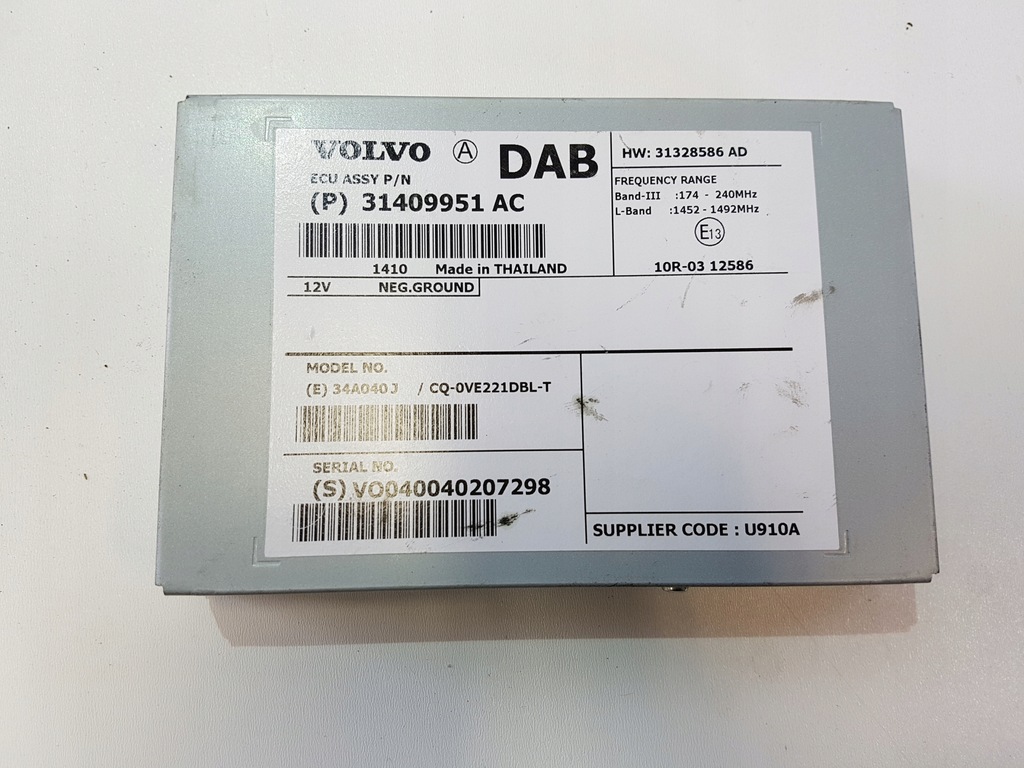 VOLVO Ⓐ DAB
ECU ASSY P/N
(P) 31409951 AC
1410 Made in THAILAND
12V NEG.GROUND
HW: 31328586 AD
FREQUENCY RANGE
Band-III :174 - 240MHz
L-Band :1452 - 1492MHz
E13
10R-03 12586
MODEL NO.
(E) 34A040J / CQ-0VE221DBL-T
SERIAL NO.
(S) VO040040207298
SUPPLIER CODE : U910A